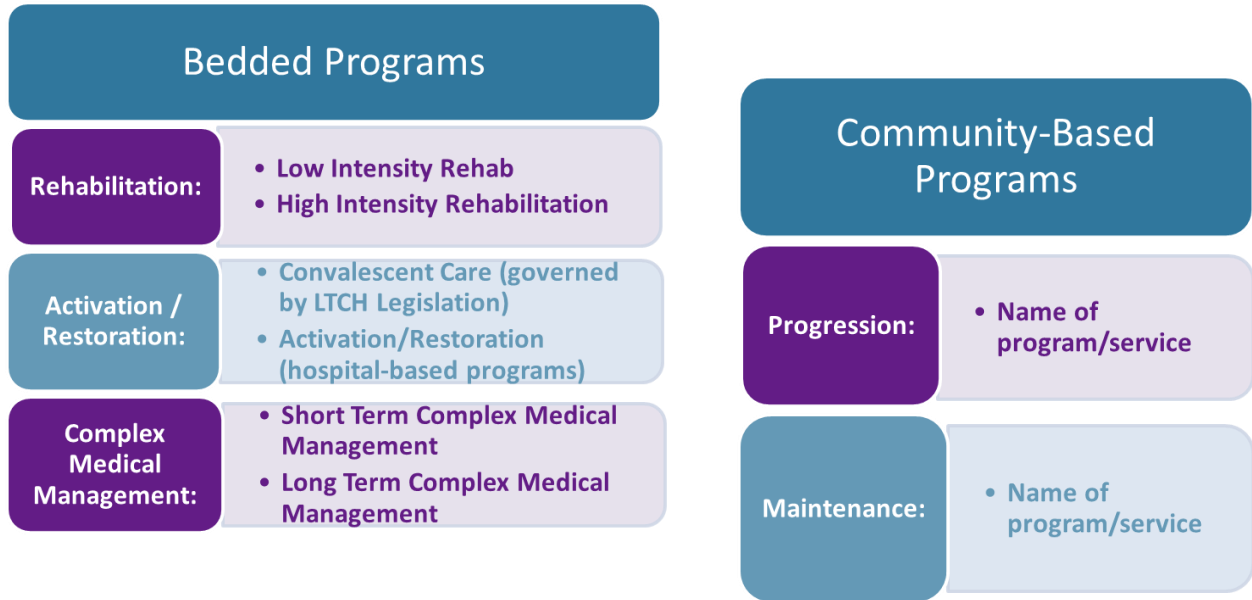 Bedded Programs
Rehabilitation:
• Low Intensity Rehab
• High Intensity Rehabilitation
Activation /
Restoration:
• Convalescent Care (governed
by LTCH Legislation)
• Activation/Restoration
(hospital-based programs)
Complex
Medical
Management:
• Short Term Complex Medical
Management
• Long Term Complex Medical
Management
Community-Based
Programs
Progression:
• Name of
program/service
Maintenance:
• Name of
program/service